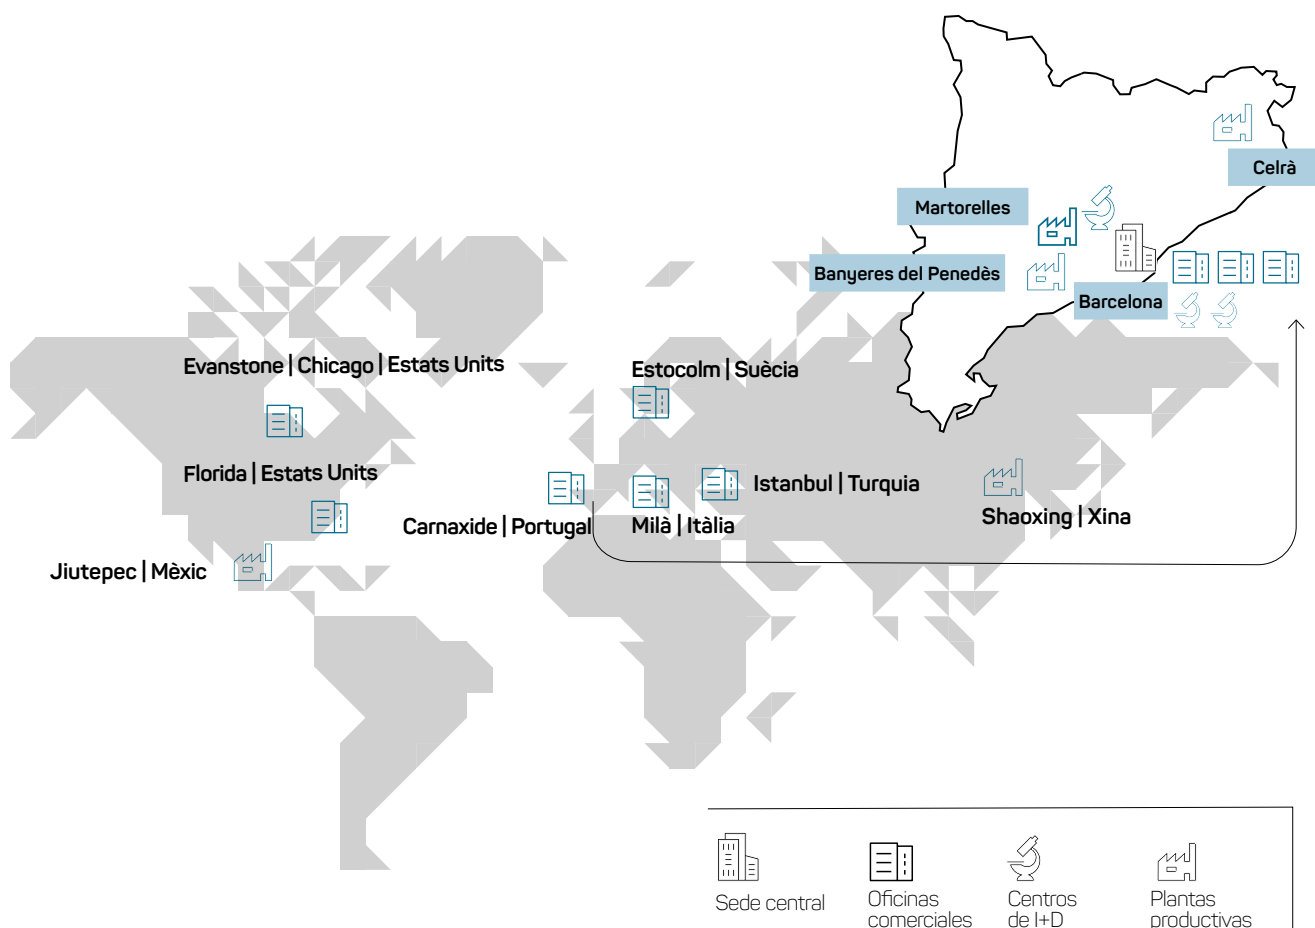 Celrà
Martorelles
Banyeres del Penedès
Barcelona
Evanstone | Chicago | Estats Units
Estocolm | Suècia
Florida | Estats Units
Istanbul | Turquia
Carnaxide | Portugal
Milà | Itàlia
Shaoxing | Xina
Jiutepec | Mèxic
Sede central
Oficinas
comerciales
Centros
de I+D
Plantas
productivas